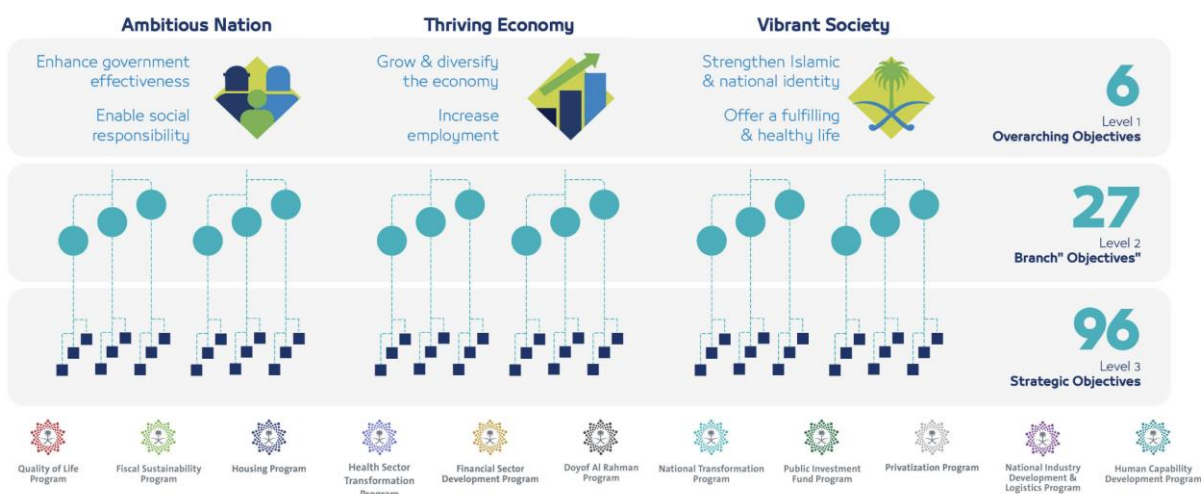 Ambitious Nation
Thriving Economy
Vibrant Society
Enhance government
effectiveness
Enable social
responsibility
Grow & diversify
the economy
Increase
employment
Strengthen Islamic
& national identity
Offer a fulfilling
& healthy life
6
Level 1
Overarching Objectives
27
Level 2
Branch" Objectives"
96
Level 3
Strategic Objectives
Quality of Life
Program
Fiscal Sustainability
Program
Housing Program
Health Sector
Transformation
Program
Financial Sector
Development Program
Doyof Al Rahman
Program
National Transformation
Program
Public Investment
Fund Program
Privatization Program
National Industry
Development &
Logistics Program
Human Capability
Development Program